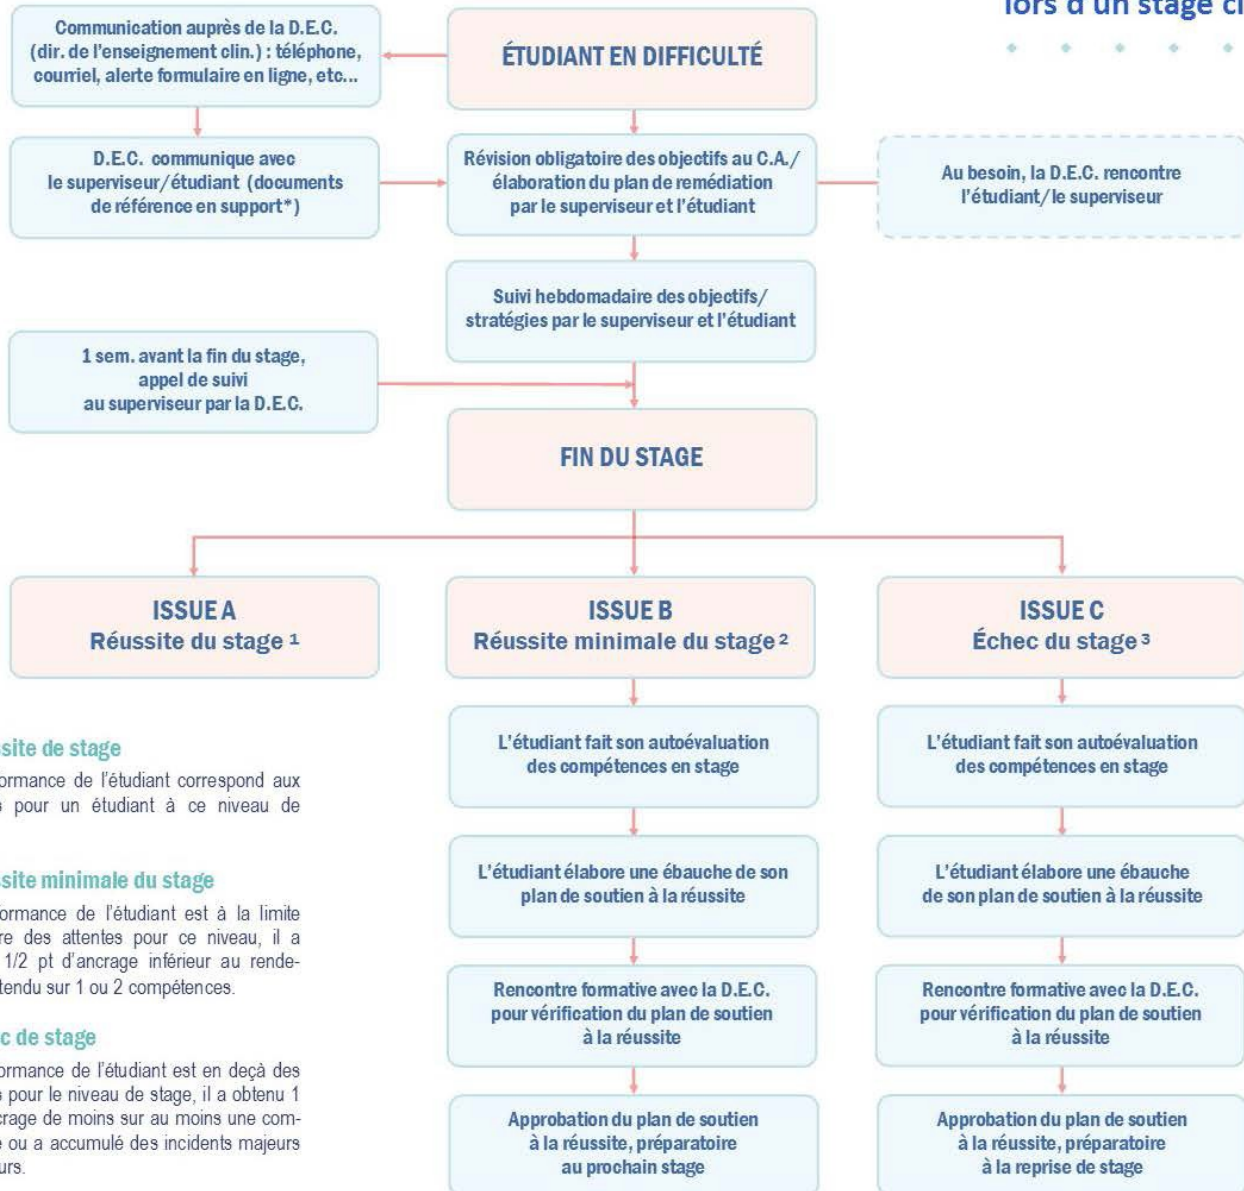 lors d'un stage cl
Communication auprès de la D.E.C.
(dir. de l'enseignement clin.) : téléphone,
courriel, alerte formulaire en ligne, etc...
ÉTUDIANT EN DIFFICULTÉ
D.E.C. communique avec
le superviseur/étudiant (documents
de référence en support*)
Révision obligatoire des objectifs au C.A./
élaboration du plan de remédiation
par le superviseur et l'étudiant
Au besoin, la D.E.C. rencontre
l'étudiant/le superviseur
Suivi hebdomadaire des objectifs/
stratégies par le superviseur et l'étudiant
1 sem. avant la fin du stage,
appel de suivi
au superviseur par la D.E.C.
FIN DU STAGE
ISSUE A
Réussite du stage ¹
ISSUE B
Réussite minimale du stage ²
ISSUE C
Échec du stage ³
ssite de stage
ormance de l'étudiant correspond aux
s pour un étudiant à ce niveau de
ssite minimale du stage
ormance de l'étudiant est à la limite
re des attentes pour ce niveau, il a
1/2 pt d'ancrage inférieur au rende-
tendu sur 1 ou 2 compétences.
c de stage
ormance de l'étudiant est en deçà des
s pour le niveau de stage, il a obtenu 1
crage de moins sur au moins une com-
e ou a accumulé des incidents majeurs
urs.
L'étudiant fait son autoévaluation
des compétences en stage
L'étudiant élabore une ébauche de son
plan de soutien à la réussite
Rencontre formative avec la D.E.C.
pour vérification du plan de soutien
à la réussite
Approbation du plan de soutien
à la réussite, préparatoire
au prochain stage
L'étudiant fait son autoévaluation
des compétences en stage
L'étudiant élabore une ébauche
de son plan de soutien à la réussite
Rencontre formative avec la D.E.C.
pour vérification du plan de soutien
à la réussite
Approbation du plan de soutien
à la réussite, préparatoire
à la reprise de stage